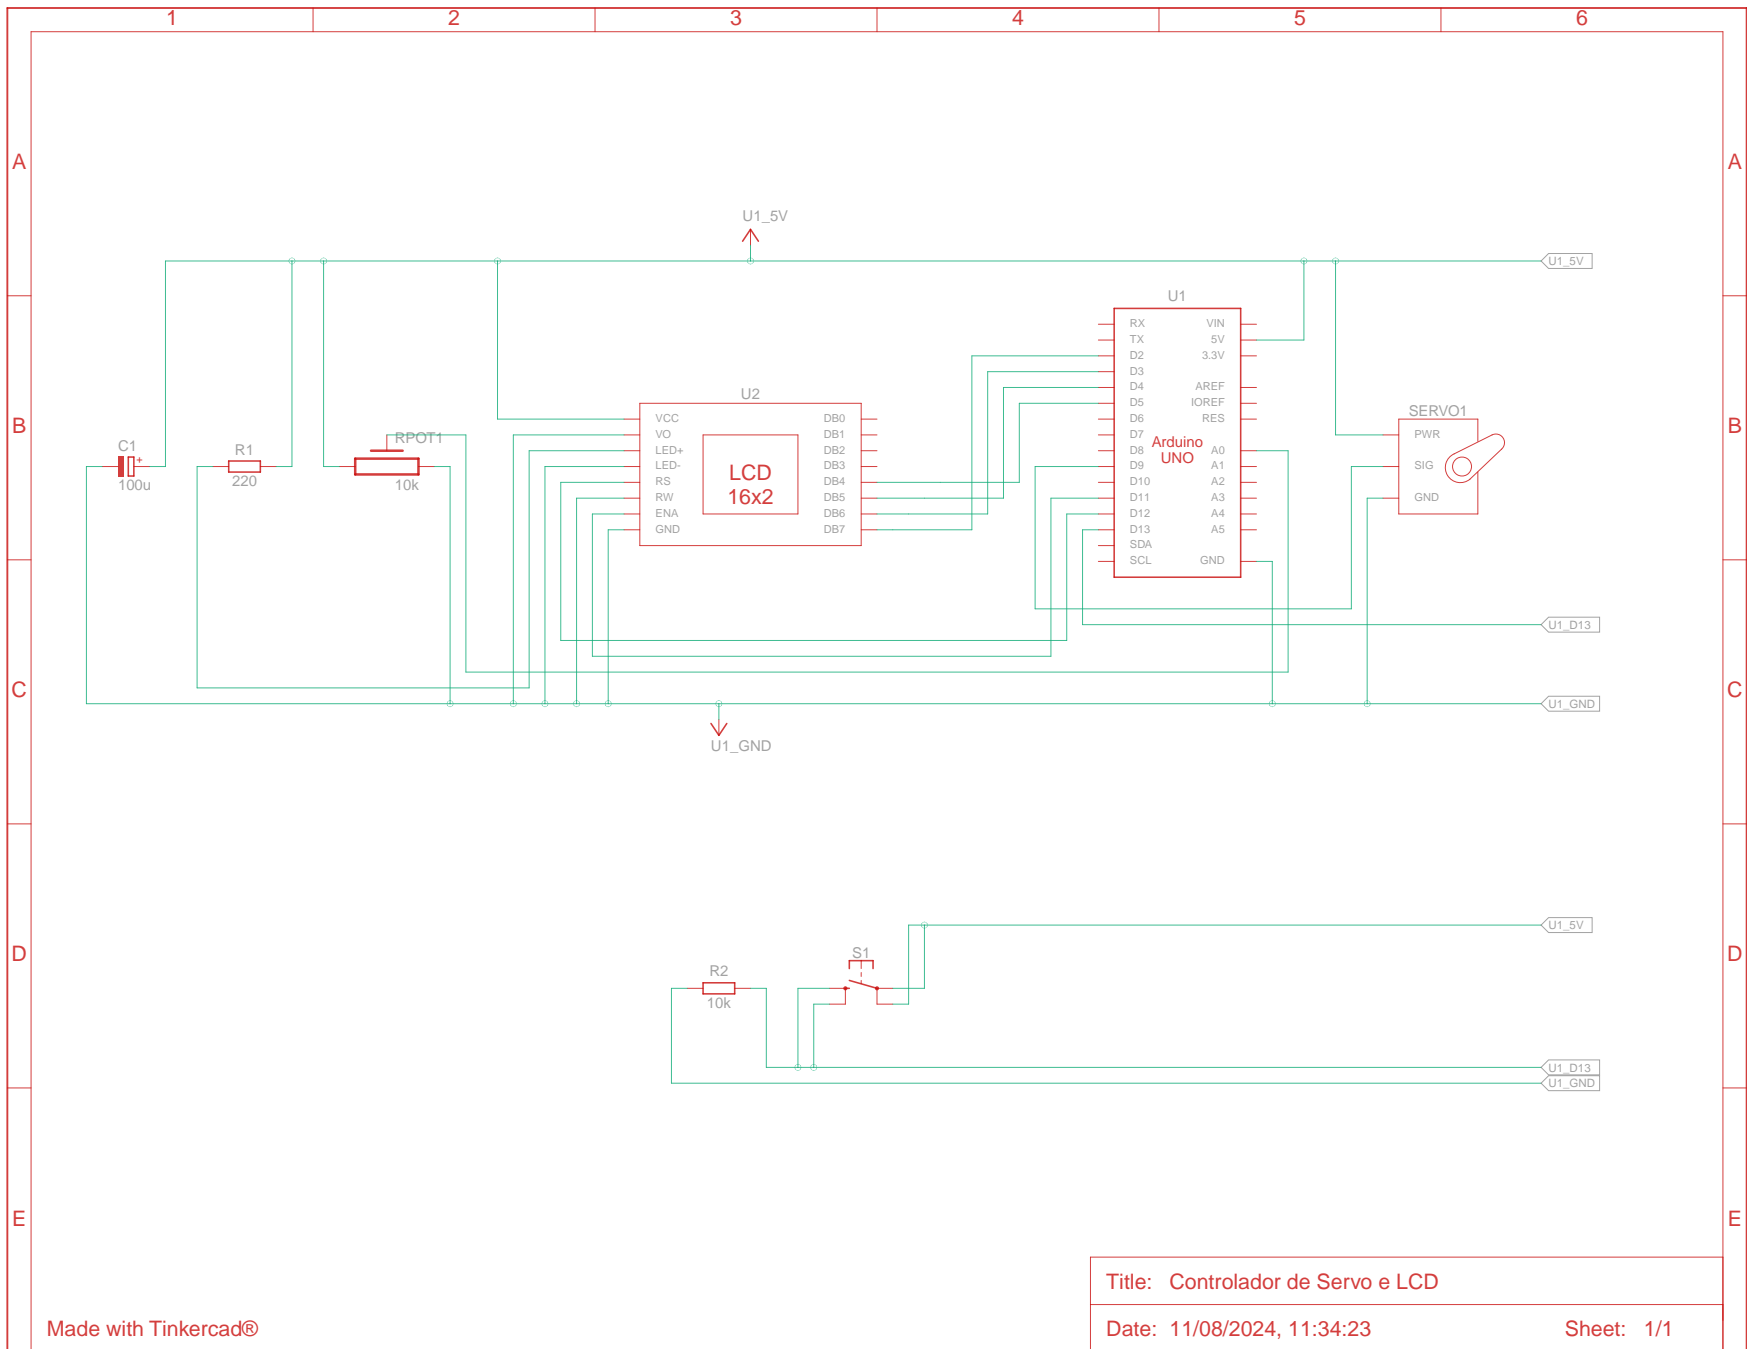 1 2 3 4 5 6
A A
U1_5V
U1_5V
B B
U1
RX VIN
TX 5V
D2 3.3V
D3
D4 AREF
D5 IOREF
D6 RES
D7
D8 A0
D9 A1
D10 A2
D11 A3
D12 A4
D13 A5
SDA
SCL GND
Arduino
UNO
U2
VCC DB0
VO DB1
LED+ DB2
LED- DB3
RS DB4
RW DB5
ENA DB6
GND DB7
LCD
16x2
SERVO1
PWR
SIG
GND
C1
+
100u
R1
220
RPOT1
10k
U1_D13
C C
U1_GND
U1_GND
U1_5V
D D
S1
R2
10k
U1_D13
U1_GND
E E
Title: Controlador de Servo e LCD
Made with Tinkercad®
Date: 11/08/2024, 11:34:23 Sheet: 1/1